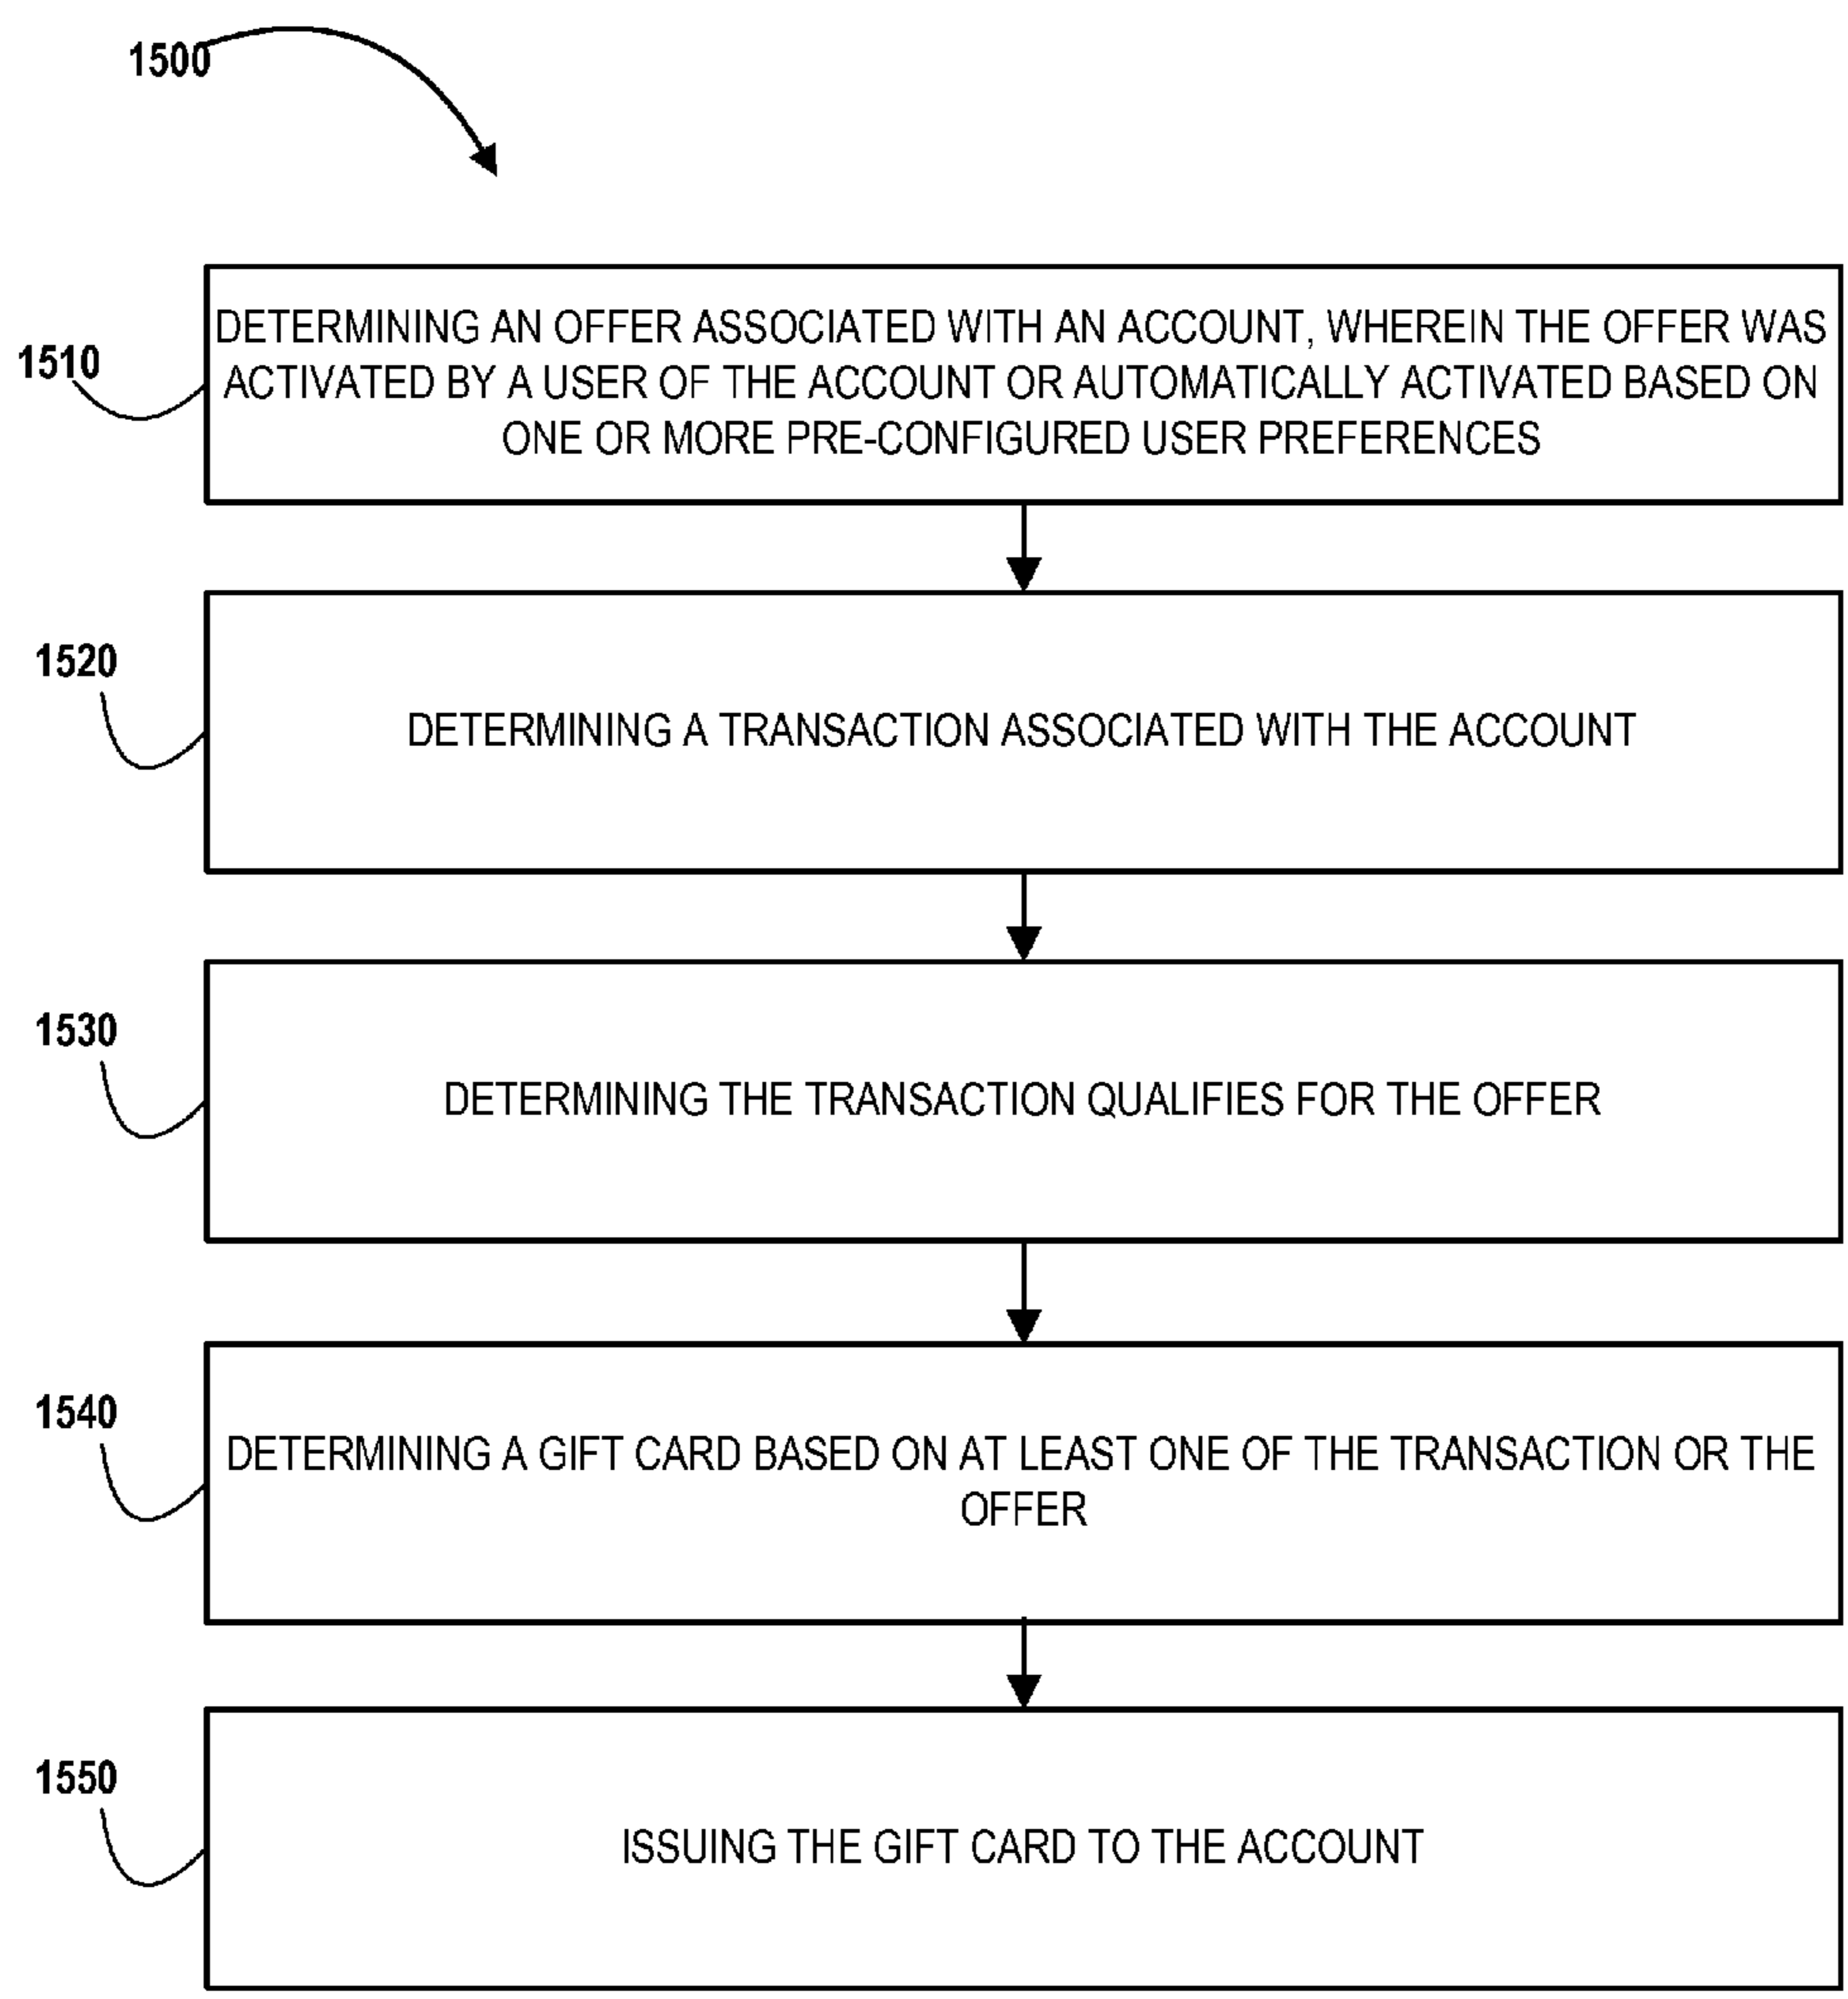 1500
1510
DETERMINING AN OFFER ASSOCIATED WITH AN ACCOUNT, WHEREIN THE OFFER WAS
ACTIVATED BY A USER OF THE ACCOUNT OR AUTOMATICALLY ACTIVATED BASED ON
ONE OR MORE PRE-CONFIGURED USER PREFERENCES
1520
DETERMINING A TRANSACTION ASSOCIATED WITH THE ACCOUNT
1530
DETERMINING THE TRANSACTION QUALIFIES FOR THE OFFER
1540
DETERMINING A GIFT CARD BASED ON AT LEAST ONE OF THE TRANSACTION OR THE
OFFER
1550
ISSUING THE GIFT CARD TO THE ACCOUNT